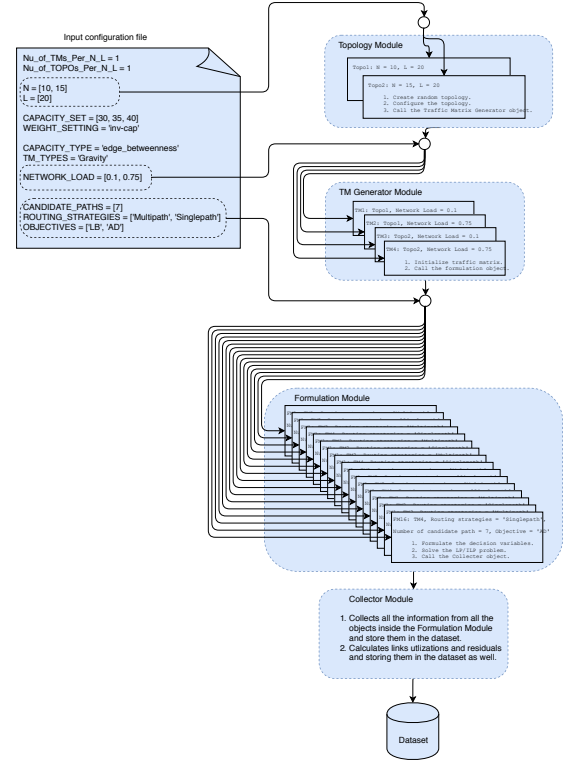 Input configuration file
Nu_of_TMs_Per_N_L = 1
Nu_of_TOPOs_Per_N_L = 1
N = [10, 15]
L = [20]
CAPACITY_SET = [30, 35, 40]
WEIGHT_SETTING = 'inv-cap'
CAPACITY_TYPE = 'edge_betweenness'
TM_TYPES = 'Gravity'
NETWORK_LOAD = [0.1, 0.75]
CANDIDATE_PATHS = [7]
ROUTING_STRATEGIES = ['Multipath', 'Singlepath']
OBJECTIVES = ['LB', 'AD']
Topology Module
Topo1: N = 10, L = 20
Topo2: N = 15, L = 20
1. Create random topology.
2. Configure the topology.
3. Call the Traffic Matrix Generator object.
TM Generator Module
TM1: Topo1, Network Load = 0.1
TM2: Topo1, Network Load = 0.75
TM3: Topo2, Network Load = 0.1
TM4: Topo2, Network Load = 0.75
1. Initialize traffic matrix.
2. Call the formulation object.
Formulation Module
FM16: TM4, Routing strategies = 'Singlepath',
Number of candidate path = 7, Objective = 'AD'
1. Formulate the decision variables.
2. Solve the LP/ILP problem.
3. Call the Collecter object.
Collector Module
1. Collects all the information from all the
objects inside the Formulation Module
and store them in the dataset.
2. Calculates links utlizations and residuals
and storing them in the dataset as well.
Dataset